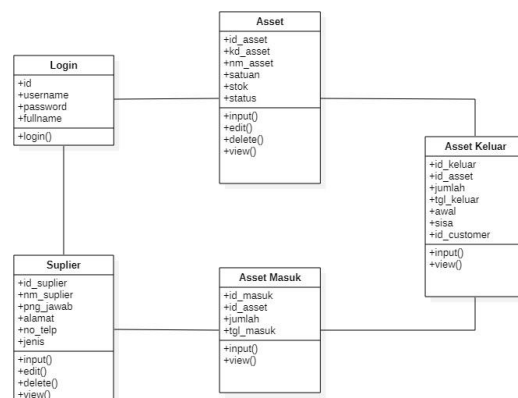 Asset
+id_asset
+kd_asset
+nm_asset
+satuan
+stok
+status
+input()
+edit()
+delete()
+view()
Login
+id
+username
+password
+fullname
+login()
Asset Keluar
+id_keluar
+id_asset
+jumlah
+tgl_keluar
+awal
+sisa
+id_customer
+input()
+view()
Suplier
+id_suplier
+nm_suplier
+png_jawab
+alamat
+no_telp
+jenis
+input()
+edit()
+delete()
+view()
Asset Masuk
+id_masuk
+id_asset
+jumlah
+tgl_masuk
+input()
+view()